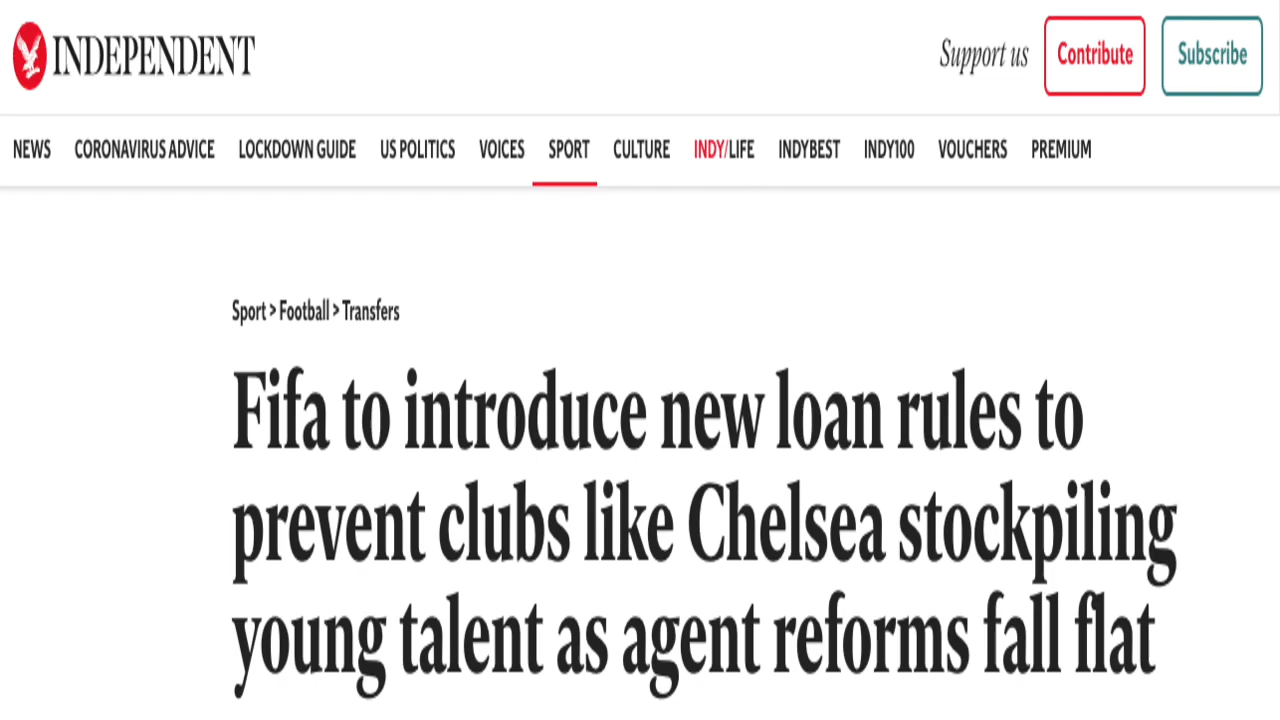 INDEPENDENT
Support us
Contribute
Subscribe
NEWS CORONAVIRUS ADVICE LOCKDOWN GUIDE US POLITICS VOICES SPORT CULTURE INDY/LIFE INDYBEST INDY100 VOUCHERS PREMIUM
Sport > Football > Transfers
Fifa to introduce new loan rules to
prevent clubs like Chelsea stockpiling
young talent as agent reforms fall flat